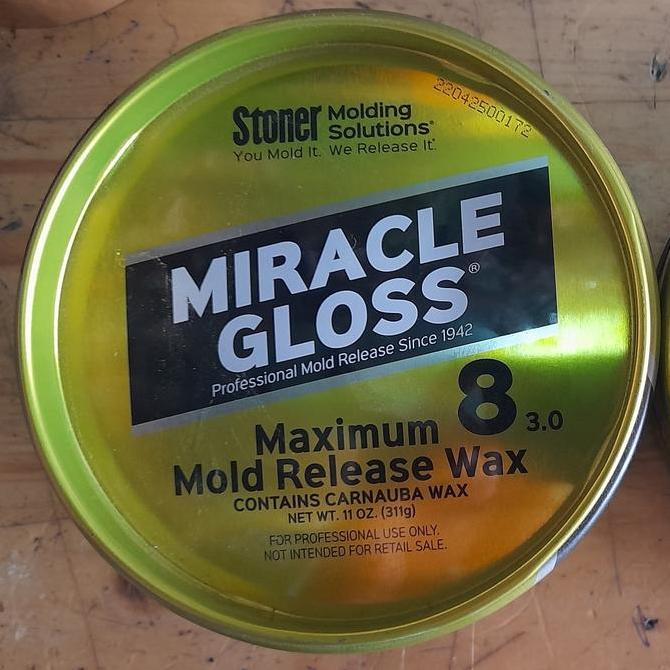 22042500172
Stoner Molding
Solutions®
You Mold It. We Release It.
MIRACLE
GLOSS®
Professional Mold Release Since 1942
8 3.0
Maximum
Mold Release Wax
CONTAINS CARNAUBA WAX
NET WT. 11 OZ. (311g)
FOR PROFESSIONAL USE ONLY.
NOT INTENDED FOR RETAIL SALE.